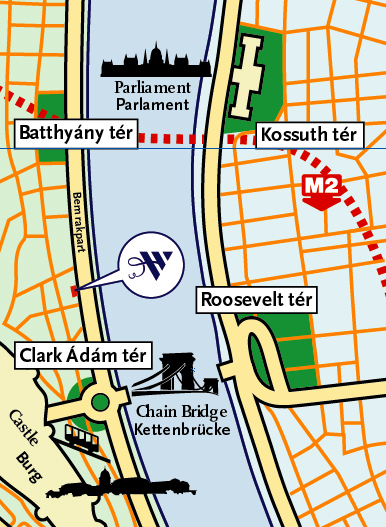 Parliament
Parlament
Batthyány tér
Kossuth tér
M2
Bem rakpart
W
Roosevelt tér
Clark Ádám tér
Chain Bridge
Kettenbrücke
Castle
Burg